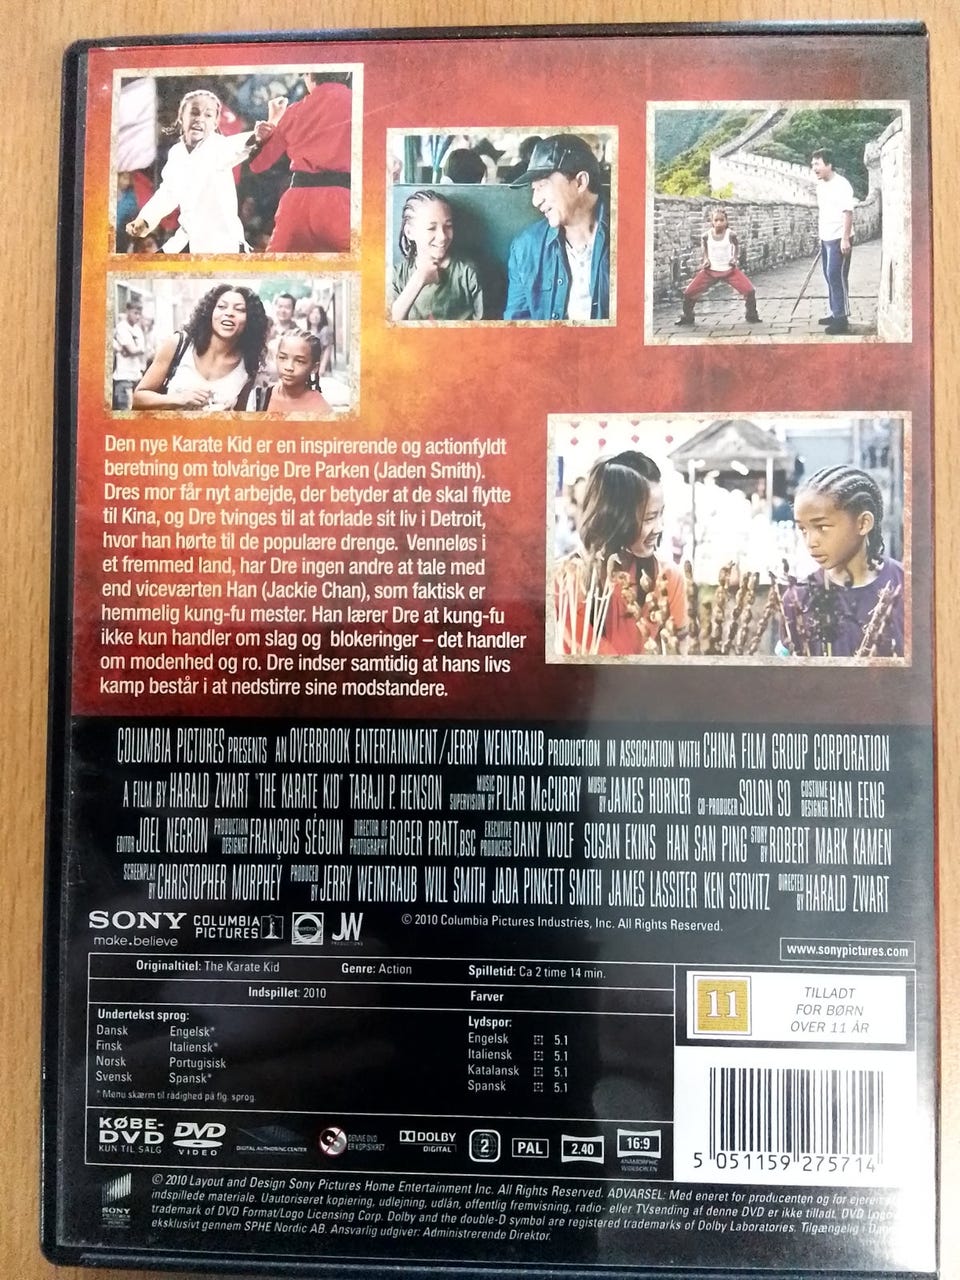 Den nye Karate Kid er en inspirerende og actionfyldt
beretning om tolvårige Dre Parken (Jaden Smith).
Dres mor får nyt arbejde, der betyder at de skal flytte
til Kina, og Dre tvinges til at forlade sit liv i Detroit,
hvor han hørte til de populære drenge. Venneløs i
et fremmed land, har Dre ingen andre at tale med
end viceværten Han (Jackie Chan), som faktisk er
hemmelig kung-fu mester. Han lærer Dre at kung-fu
ikke kun handler om slag og blokeringer – det handler
om modenhed og ro. Dre indser samtidig at hans livs
kamp består i at nedstirre sine modstandere.
COLUMBIA PICTURES PRESENTS AN OVERBROOK ENTERTAINMENT/JERRY WEINTRAUB PRODUCTION IN ASSOCIATION WITH CHINA FILM GROUP CORPORATION
A FILM BY HARALD ZWART "THE KARATE KID" TARAJI P. HENSON MUSIC SUPERVISION BY PILAR McCURRY MUSIC BY JAMES HORNER CO-PRODUCER SOLON SO COSTUME DESIGNER HAN FENG
EDITOR JOEL NEGRON PRODUCTION DESIGNER FRANÇOIS SÉGUIN DIRECTOR OF PHOTOGRAPHY ROGER PRATT, BSC EXECUTIVE PRODUCERS DANY WOLF SUSAN EKINS HAN SAN PING STORY BY ROBERT MARK KAMEN
SCREENPLAY BY CHRISTOPHER MURPHEY PRODUCED BY JERRY WEINTRAUB WILL SMITH JADA PINKETT SMITH JAMES LASSITER KEN STOVITZ DIRECTED BY HARALD ZWART
SONY
make.believe
COLUMBIA
PICTURES
JW
PRODUCTIONS
© 2010 Columbia Pictures Industries, Inc. All Rights Reserved.
www.sonypictures.com
Originaltitel: The Karate Kid Genre: Action Spilletid: Ca 2 time 14 min.
Indspillet: 2010 Farver
Undertekst sprog:
Dansk Engelsk*
Finsk Italiensk*
Norsk Portugisisk
Svensk Spansk*
* Menu skærm til rådighed på flg. sprog.
Lydspor:
Engelsk 5.1
Italiensk 5.1
Katalansk 5.1
Spansk 5.1
11
TILLADT
FOR BØRN
OVER 11 ÅR
KØBE-
DVD
KUN TIL SALG
DVD
VIDEO
DIGITAL AUTHORING CENTER
DENNE DVD
ER KOPISIKRET
DOLBY
DIGITAL
2
PAL
2.40
16:9
ANAMORPHIC
WIDESCREEN
5 051159 275714
SONY
PICTURES
© 2010 Layout and Design Sony Pictures Home Entertainment Inc. All Rights Reserved. ADVARSEL: Med eneret for producenten og for ejeren af
indspillede materiale. Uautoriseret kopiering, udlejning, udlån, offentlig fremvisning, radio- eller TVsending af denne DVD er ikke tilladt. DVD Logo
trademark of DVD Format/Logo Licensing Corp. Dolby and the double-D symbol are registered trademarks of Dolby Laboratories. Tilgængelig i
eksklusivt gennem SPHE Nordic AB. Ansvarlig udgiver: Administrerende Direktor.